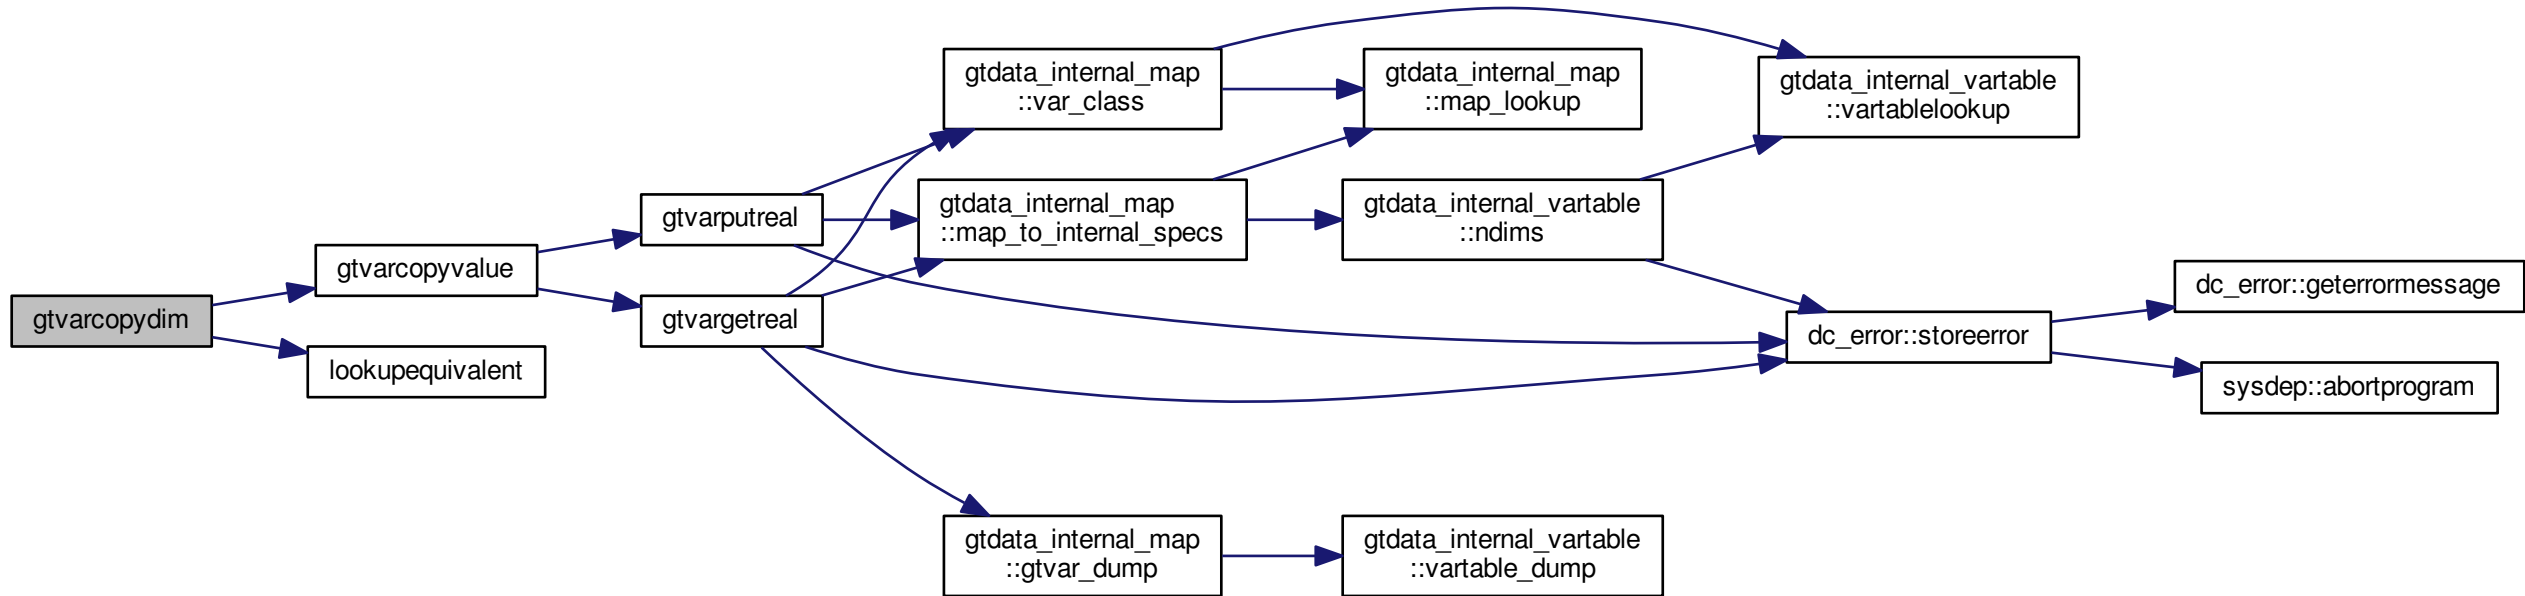 gtvarcopydim
gtvarcopyvalue
lookupequivalent
gtvarputreal
gtvargetreal
gtdata_internal_map
::var_class
gtdata_internal_map
::map_to_internal_specs
gtdata_internal_map
::gtvar_dump
gtdata_internal_map
::map_lookup
gtdata_internal_vartable
::ndims
gtdata_internal_vartable
::vartable_dump
gtdata_internal_vartable
::vartablelookup
dc_error::storeerror
dc_error::geterrormessage
sysdep::abortprogram